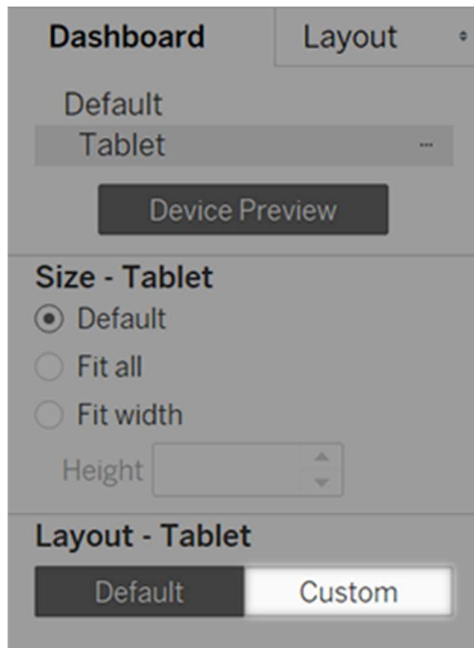 Dashboard Layout
Default
Tablet
Device Preview
Size - Tablet
Default
Fit all
Fit width
Height
Layout - Tablet
Default Custom